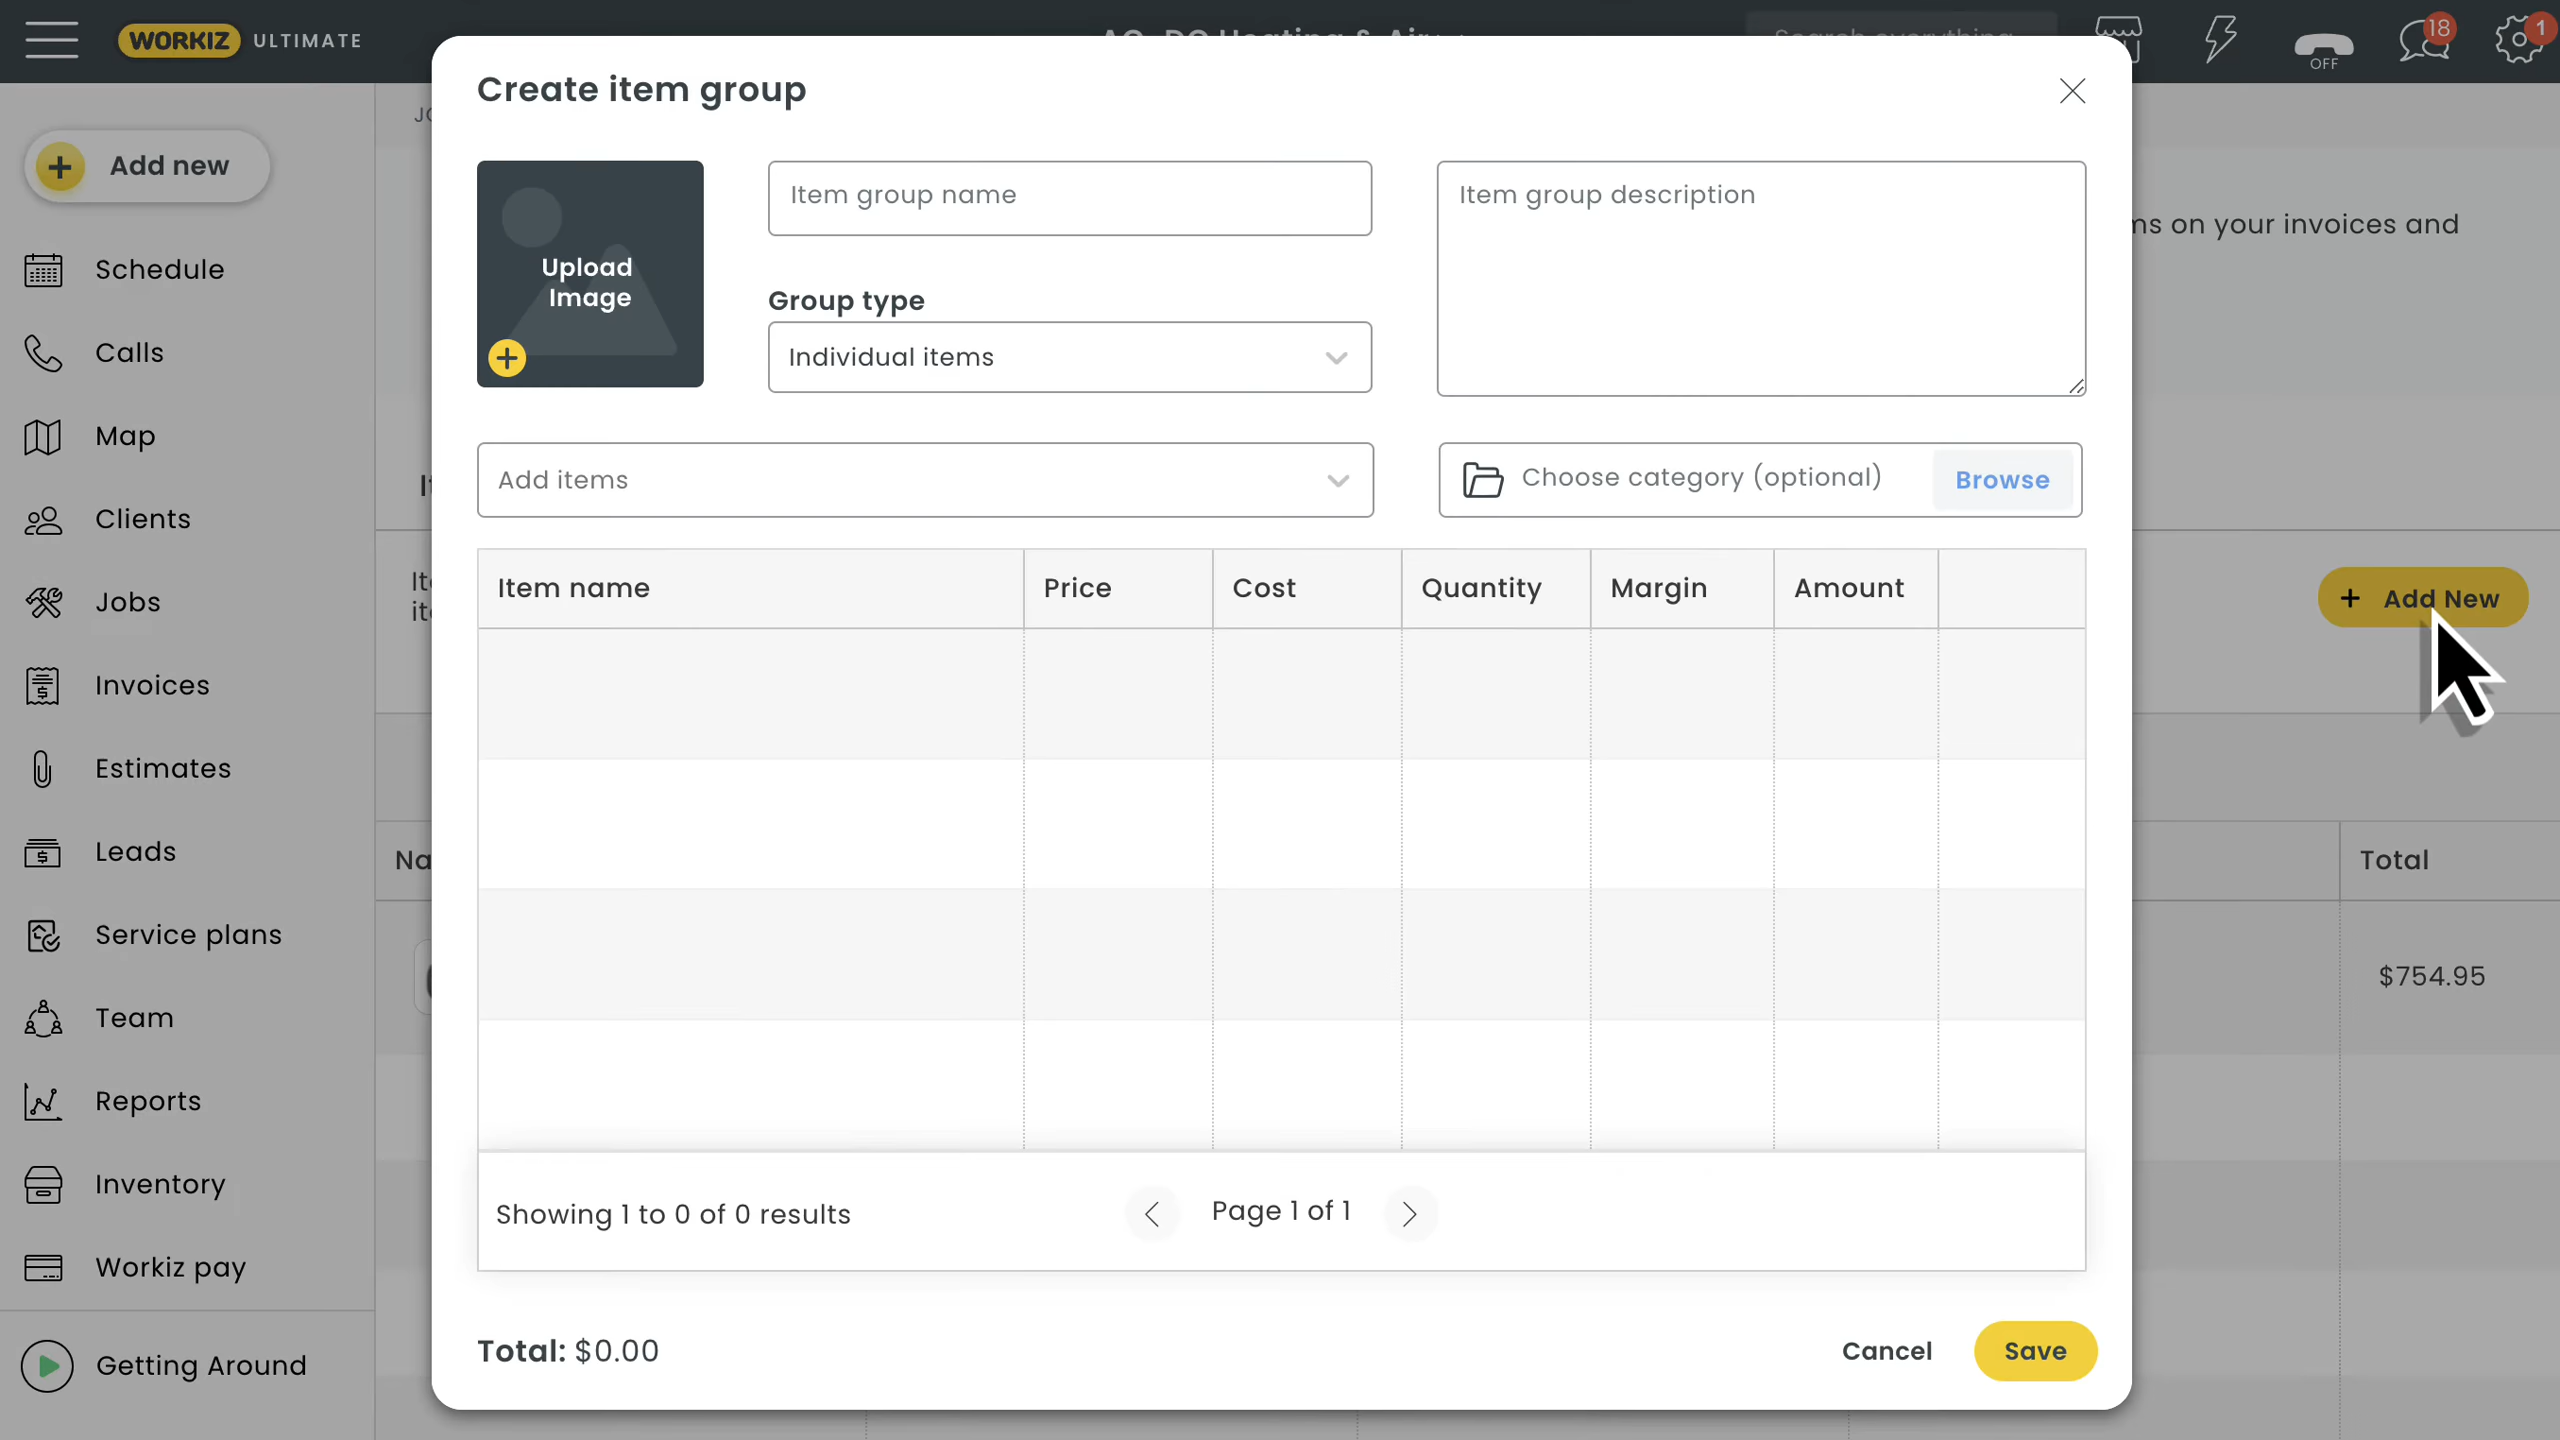 WORKIZ ULTIMATE
OFF
18
1
Add new
Schedule
Calls
Map
Clients
Jobs
Invoices
Estimates
Leads
Service plans
Team
Reports
Inventory
Workiz pay
Getting Around
Create item group
Upload
Image
Item group name
Item group description
Group type
Individual items
Add items
Choose category (optional)
Browse
Item name Price Cost Quantity Margin Amount
Showing 1 to 0 of 0 results
Page 1 of 1
Total: $0.00
Cancel
Save
on your invoices and
Add New
Total
$754.95